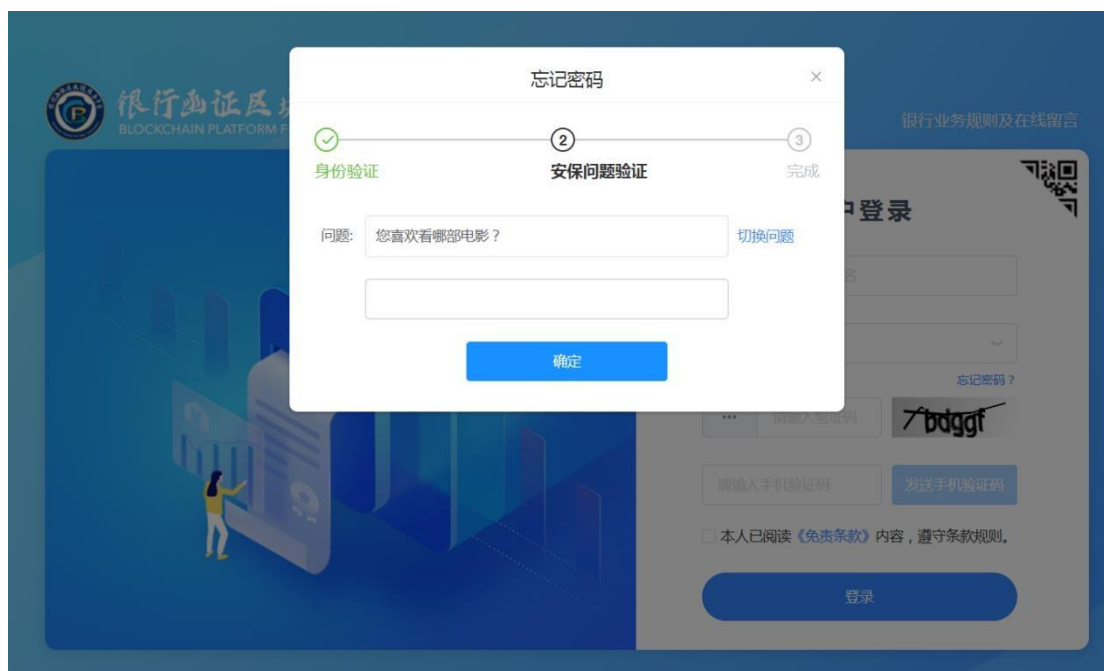 忘记密码
×
银行函证区
BLOCKCHAIN PLATFORM F
银行业务规则及在线留言
2
3
身份验证
安保问题验证
完成
登录
问题:
您喜欢看哪部电影？
切换问题
确定
忘记密码？
请输入验证码
7bdggf
请输入手机验证码
发送手机验证码
本人已阅读《免责条款》内容，遵守条款规则。
登录